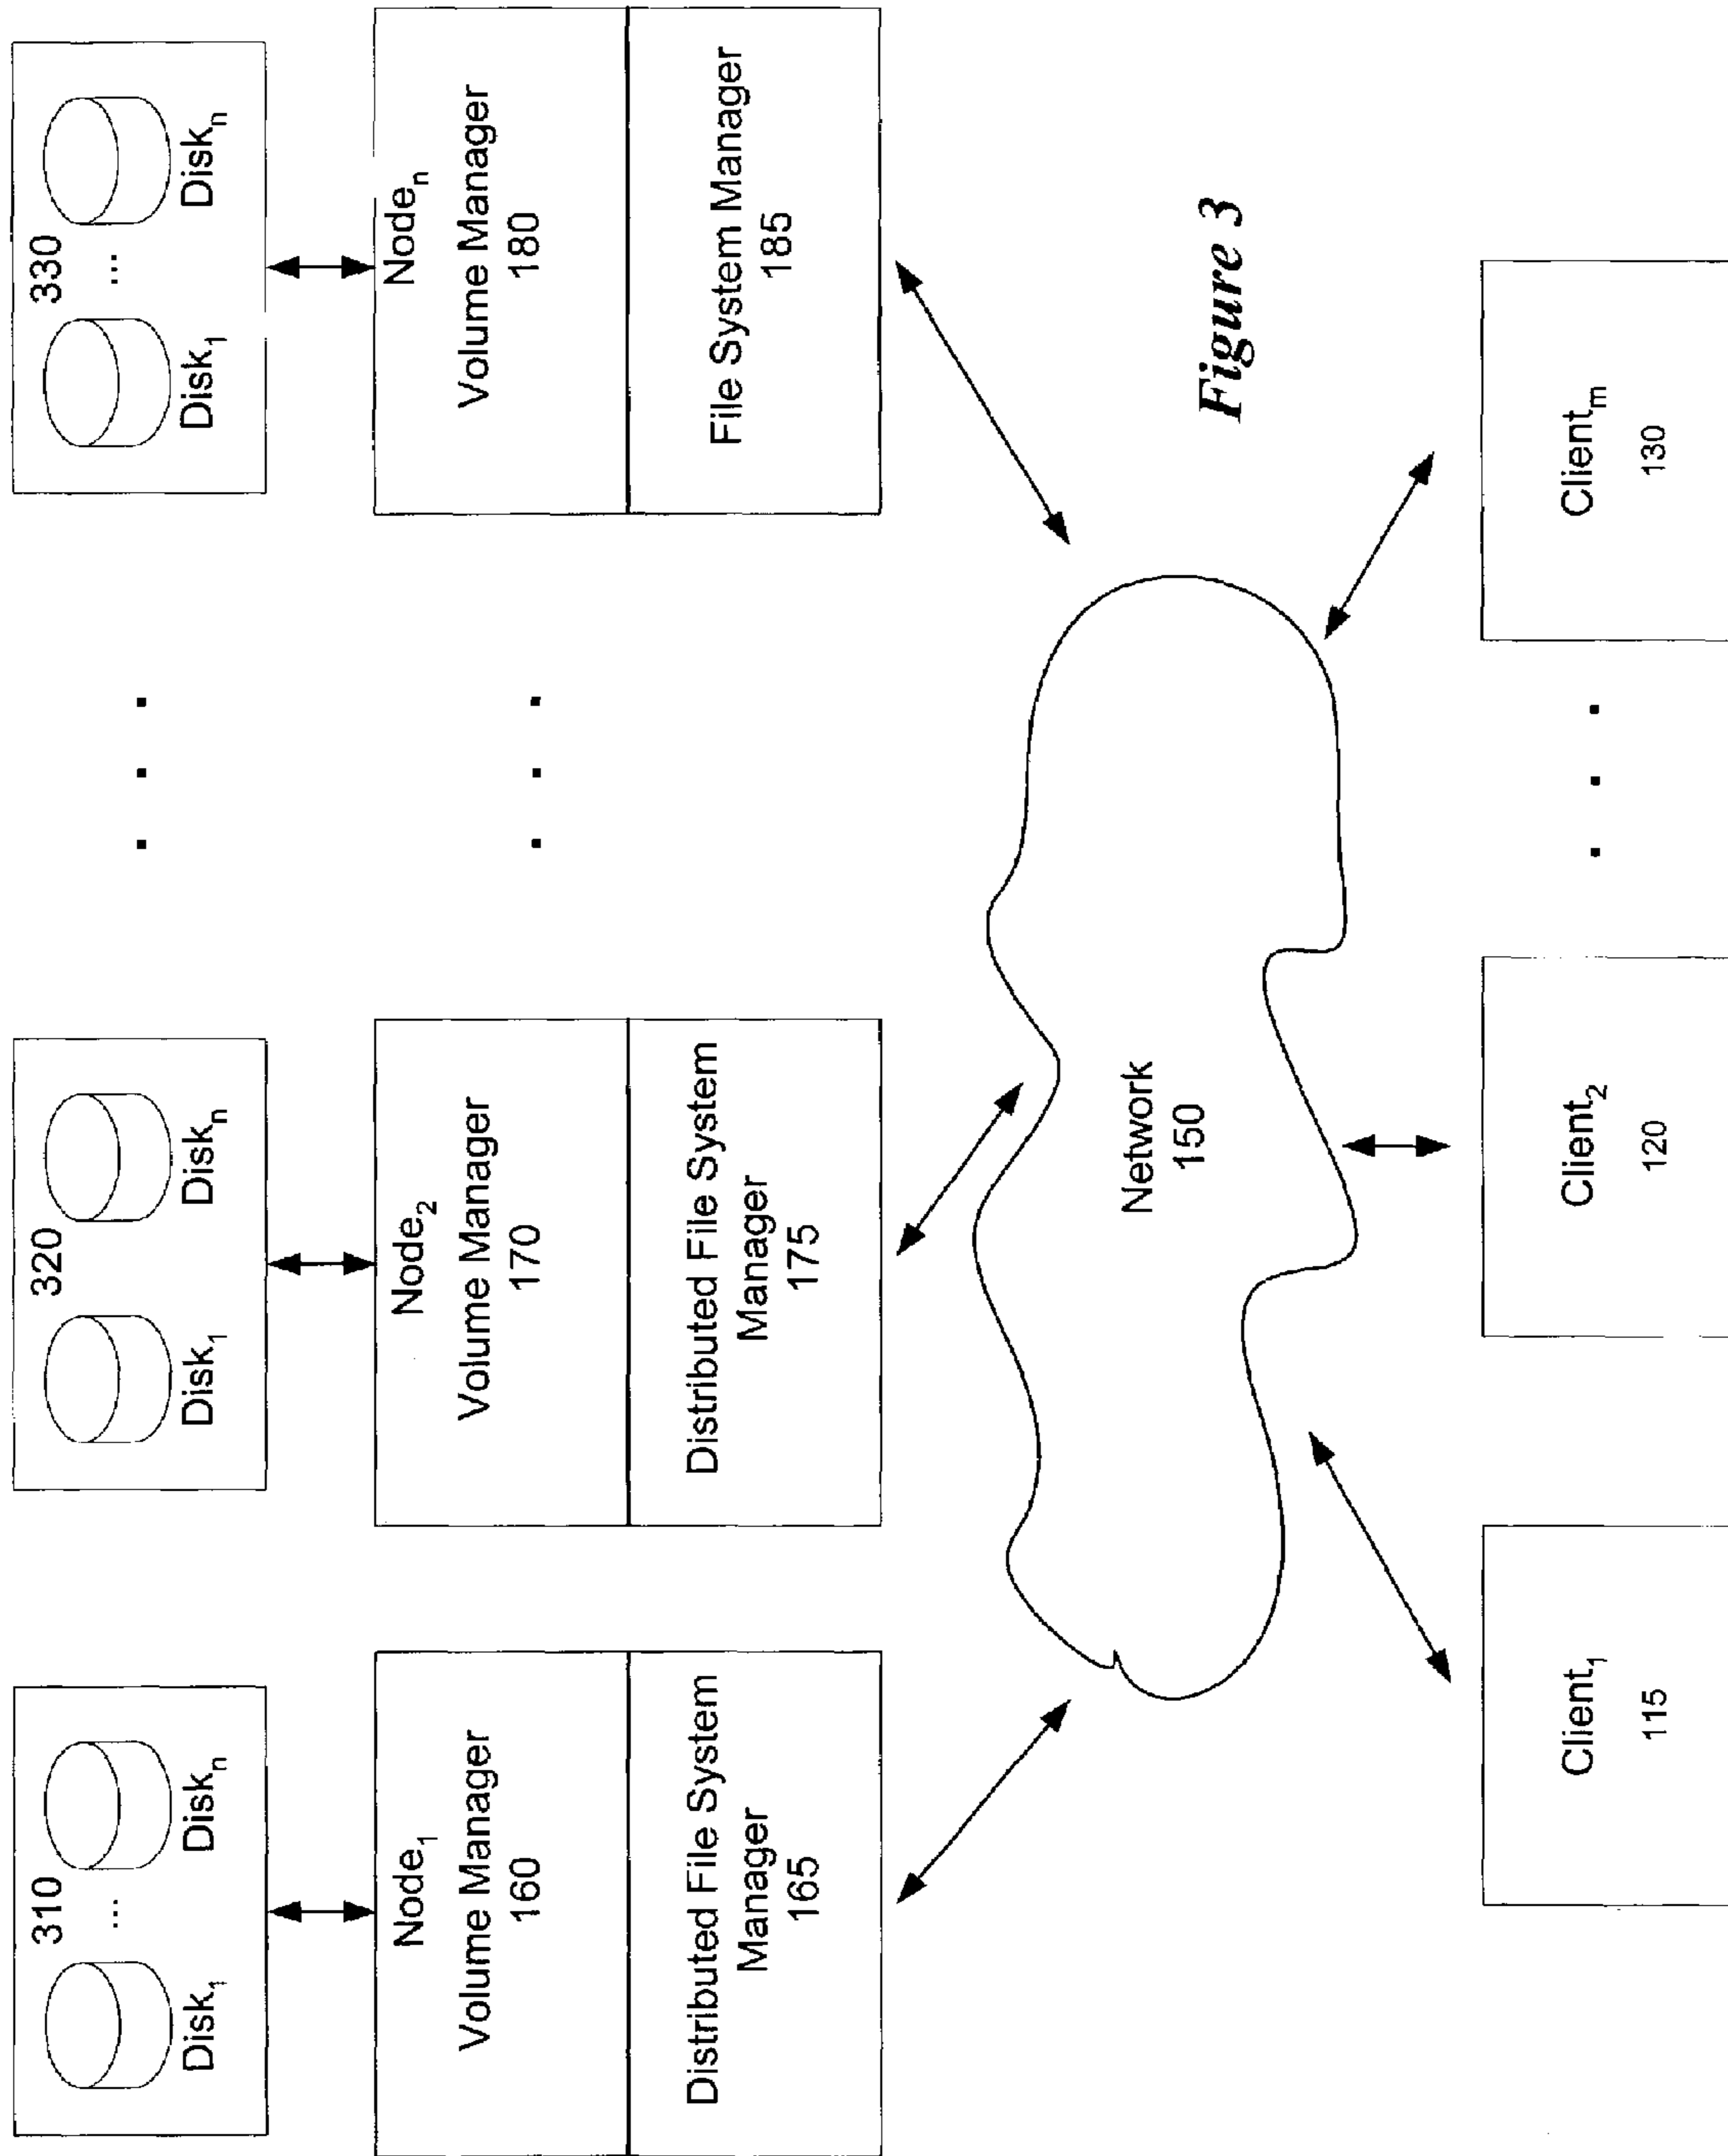 310
...
Disk₁
Diskₙ
320
Disk₁
Diskₙ
330
...
Disk₁
Diskₙ
. . .
Node₁
Volume Manager
160
Distributed File System
Manager
165
Node₂
Volume Manager
170
Distributed File System
Manager
175
. . .
Nodeₙ
Volume Manager
180
File System Manager
185
Network
150
Figure 3
Client₁
115
Client₂
120
. . .
Clientₘ
130